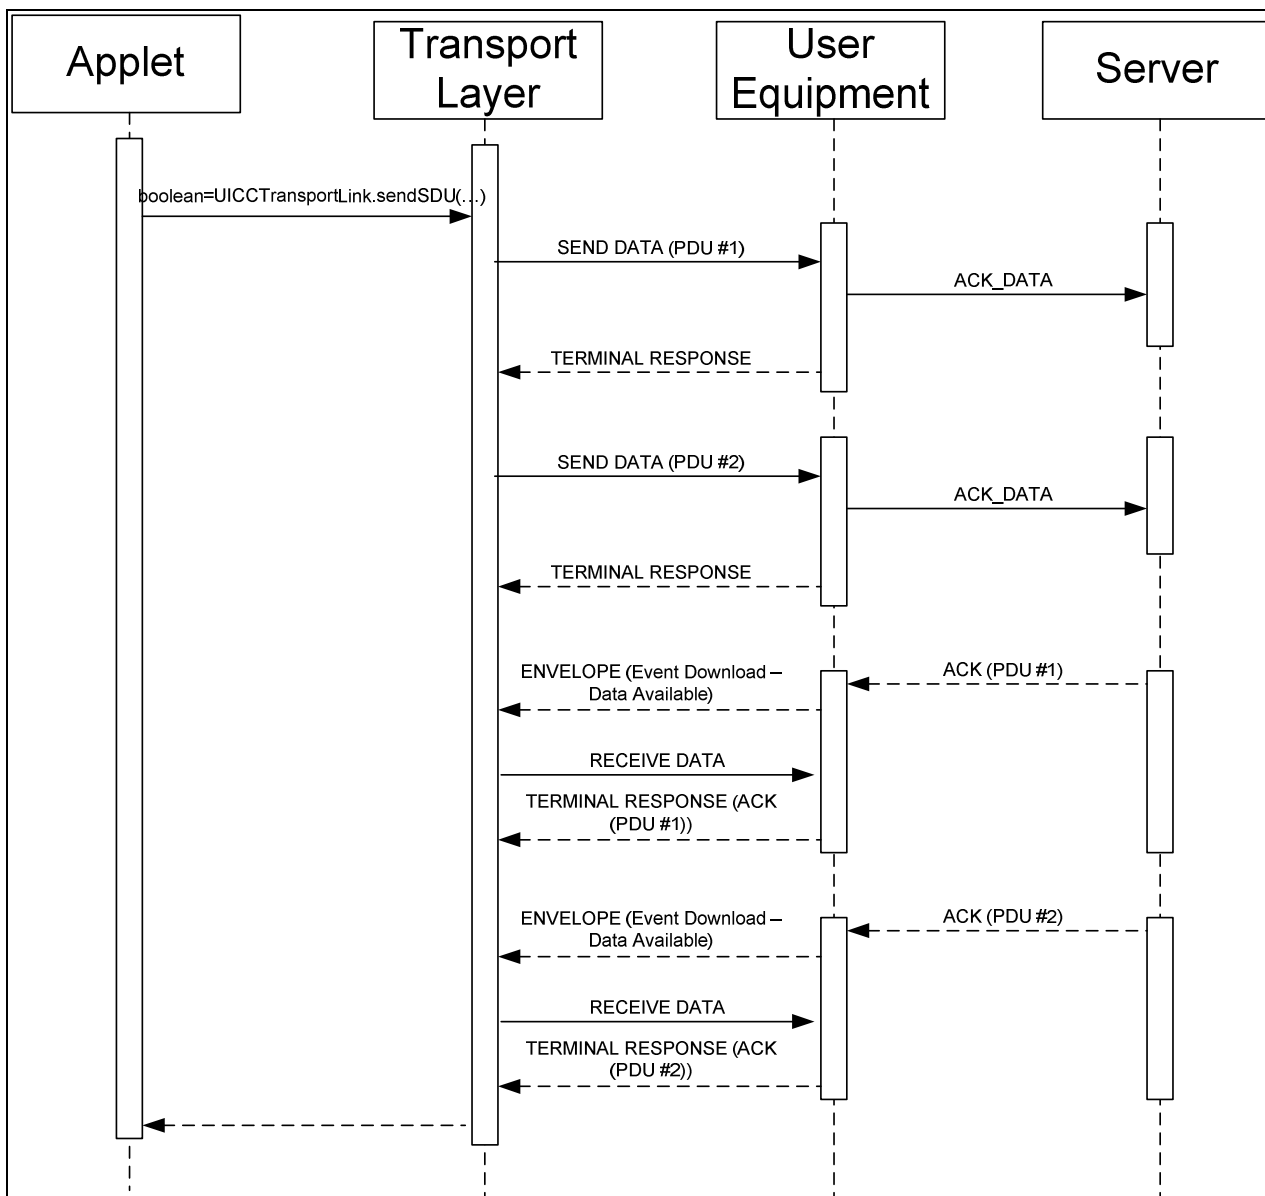 Applet
Transport
Layer
User
Equipment
Server
boolean=UICCTransportLink.sendSDU(...)
SEND DATA (PDU #1)
ACK_DATA
TERMINAL RESPONSE
SEND DATA (PDU #2)
ACK_DATA
TERMINAL RESPONSE
ACK (PDU #1)
ENVELOPE (Event Download –
Data Available)
RECEIVE DATA
TERMINAL RESPONSE (ACK
(PDU #1))
ACK (PDU #2)
ENVELOPE (Event Download –
Data Available)
RECEIVE DATA
TERMINAL RESPONSE (ACK
(PDU #2))